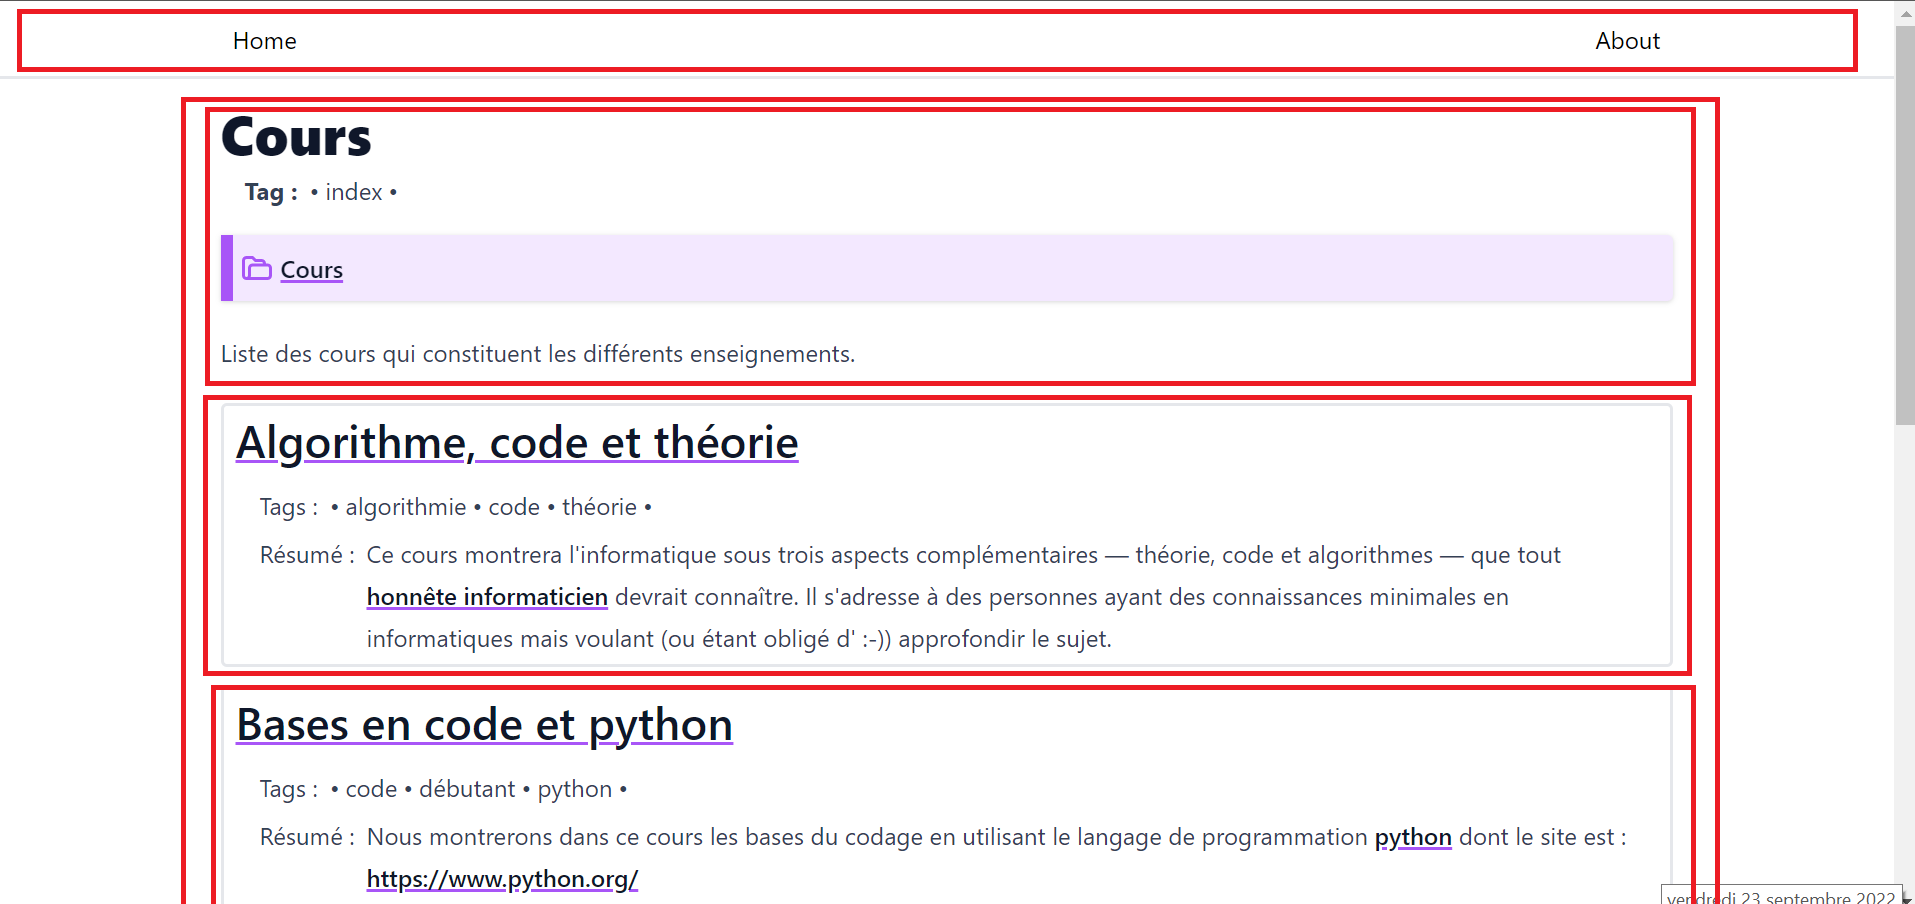 Home About
Cours
Tag : • index •
Cours
Liste des cours qui constituent les différents enseignements.
Algorithme, code et théorie
Tags : • algorithmie • code • théorie •
Résumé : Ce cours montrera l'informatique sous trois aspects complémentaires — théorie, code et algorithmes — que tout
honnête informaticien devrait connaître. Il s'adresse à des personnes ayant des connaissances minimales en
informatiques mais voulant (ou étant obligé d' :-)) approfondir le sujet.
Bases en code et python
Tags : • code • débutant • python •
Résumé : Nous montrerons dans ce cours les bases du codage en utilisant le langage de programmation python dont le site est :
https://www.python.org/
vendredi 23 septembre 2022